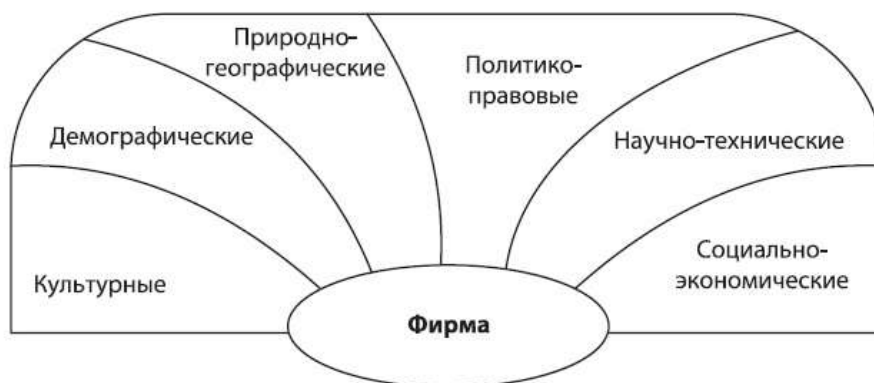 Природно-
географические
Политико-
правовые
Демографические
Научно-технические
Культурные
Социально-
экономические
Фирма